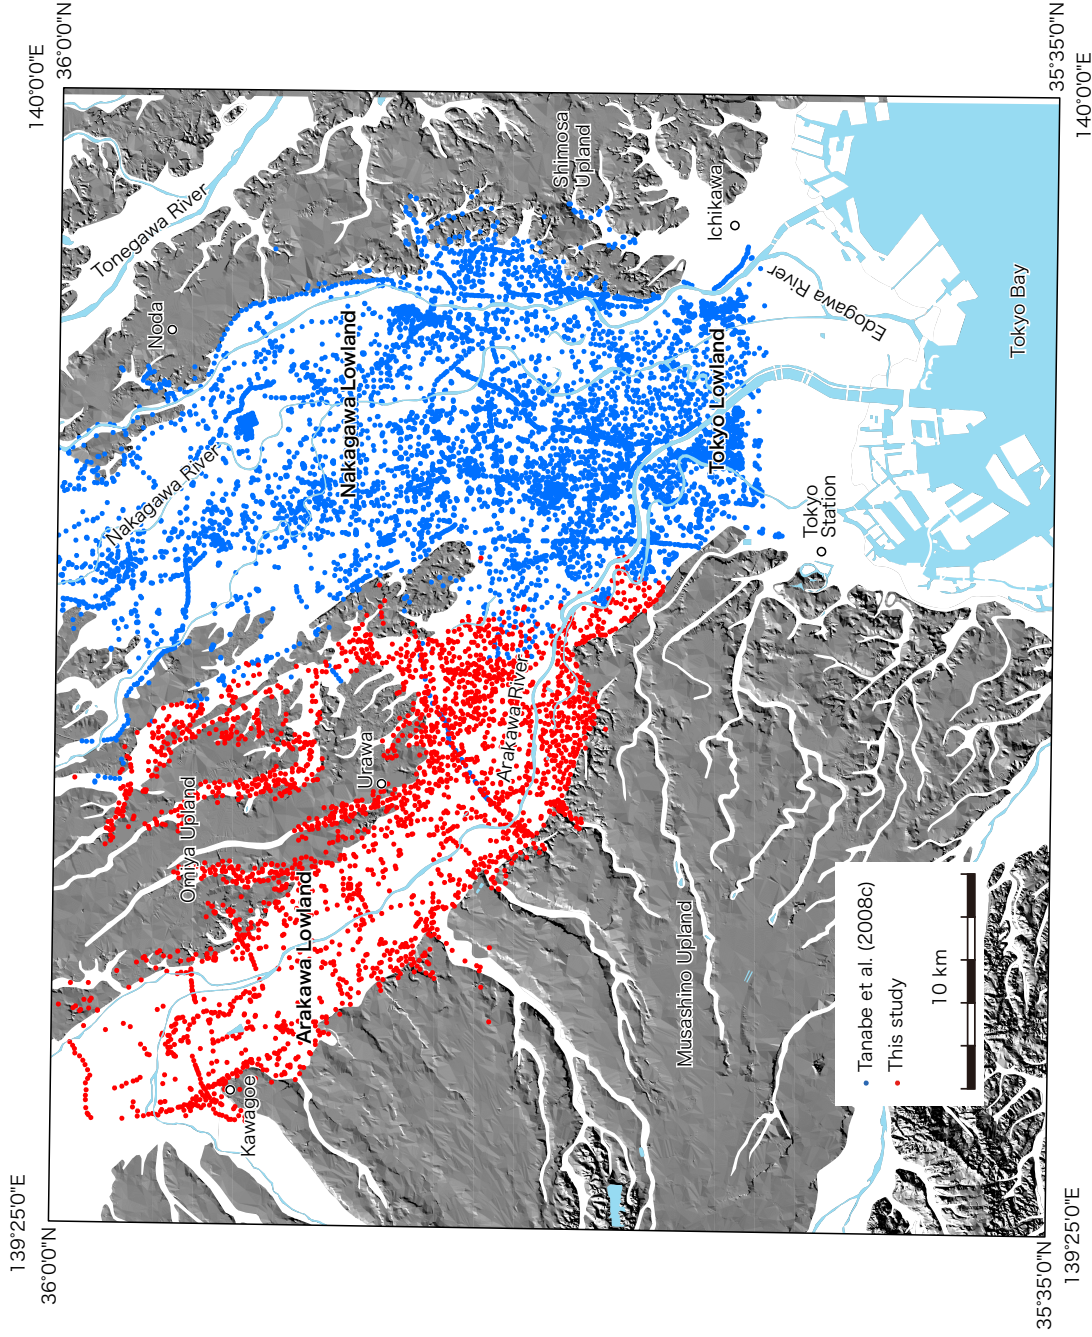 139°25'0"E
36°0'0"N
140°0'0"E
36°0'0"N
Tonegawa River
Noda
Nakagawa River
Shimosa
Upland
Ichikawa
Nakagawa Lowland
Tokyo Lowland
Edogawa River
Tokyo Bay
Tokyo
Station
Omiya Upland
Urawa
Arakawa River
Arakawa Lowland
Kawagoe
Musashino Upland
Tanabe et al. (2008c)
This study
10 km
35°35'0"N
139°25'0"E
35°35'0"N
140°0'0"E